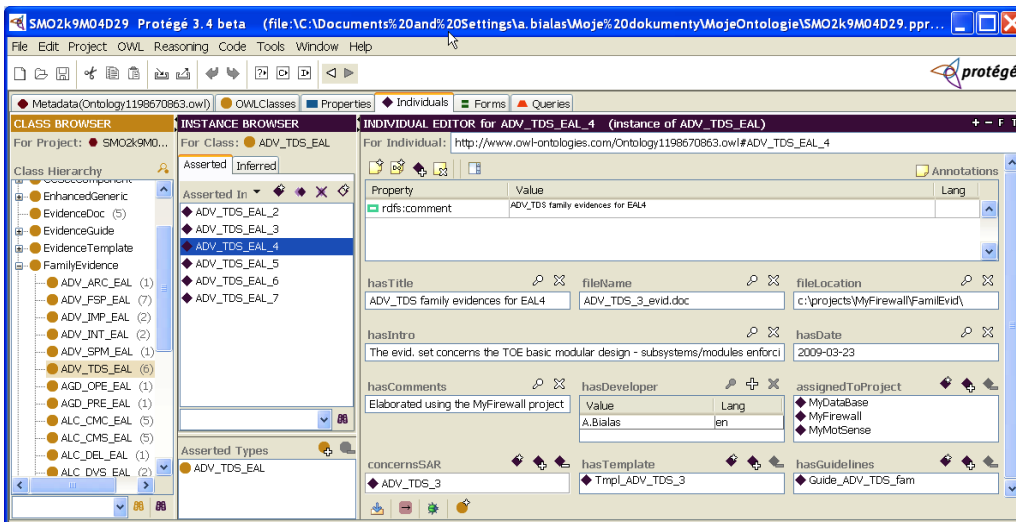 SMO2k9M04D29 Protégé 3.4 beta (file:\C:\Documents%20and%20Settings\a.bialas\Moje%20dokumenty\MojeOntologie\SMO2k9M04D29.ppr...
File Edit Project OWL Reasoning Code Tools Window Help
protégé
Metadata(Ontology1198670863.owl) OWLClasses Properties Individuals Forms Queries
CLASS BROWSER
For Project: SMO2k9M0...
Class Hierarchy
EnhancedGeneric
EvidenceDoc (5)
EvidenceGuide
EvidenceTemplate
FamilyEvidence
ADV_ARC_EAL (1)
ADV_FSP_EAL (7)
ADV_IMP_EAL (2)
ADV_INT_EAL (2)
ADV_SPM_EAL (1)
ADV_TDS_EAL (6)
AGD_OPE_EAL (1)
AGD_PRE_EAL (1)
ALC_CMC_EAL (5)
ALC_CMS_EAL (5)
ALC_DEL_EAL (1)
ALC_DVS_EAL (2)
INSTANCE BROWSER
For Class: ADV_TDS_EAL
Asserted Inferred
Asserted In
ADV_TDS_EAL_2
ADV_TDS_EAL_3
ADV_TDS_EAL_4
ADV_TDS_EAL_5
ADV_TDS_EAL_6
ADV_TDS_EAL_7
Asserted Types
ADV_TDS_EAL
INDIVIDUAL EDITOR for ADV_TDS_EAL_4 (instance of ADV_TDS_EAL) + - F T
For Individual: http://www.owl-ontologies.com/Ontology1198670863.owl#ADV_TDS_EAL_4
Annotations
Property Value Lang
rdfs:comment ADV_TDS family evidences for EAL4
hasTitle fileName fileLocation
ADV_TDS family evidences for EAL4 ADV_TDS_3_evid.doc c:\projects\MyFirewall\FamilEvid\
hasIntro hasDate
The evid. set concerns the TOE basic modular design - subsystems/modules enforci 2009-03-23
hasComments hasDeveloper assignedToProject
Elaborated using the MyFirewall project Value Lang MyDataBase
A.Bialas en MyFirewall
MyMotSense
concernsSAR hasTemplate hasGuidelines
ADV_TDS_3 Tmpl_ADV_TDS_3 Guide_ADV_TDS_fam